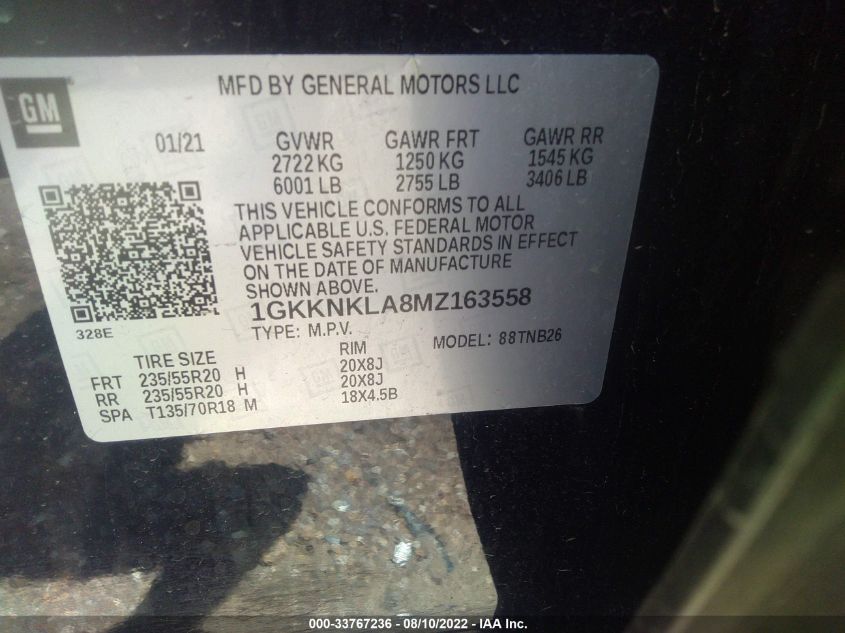 GM
MFD BY GENERAL MOTORS LLC
01/21 GVWR GAWR FRT GAWR RR
2722 KG 1250 KG 1545 KG
6001 LB 2755 LB 3406 LB
THIS VEHICLE CONFORMS TO ALL
APPLICABLE U.S. FEDERAL MOTOR
VEHICLE SAFETY STANDARDS IN EFFECT
ON THE DATE OF MANUFACTURE
SHOWN ABOVE.
1GKKNKLA8MZ163558
328E
TYPE: M.P.V. MODEL: 88TNB26
TIRE SIZE RIM
FRT 235/55R20 H 20X8J
RR 235/55R20 H 20X8J
SPA T135/70R18 M 18X4.5B
000-33767236 - 08/10/2022 - IAA Inc.